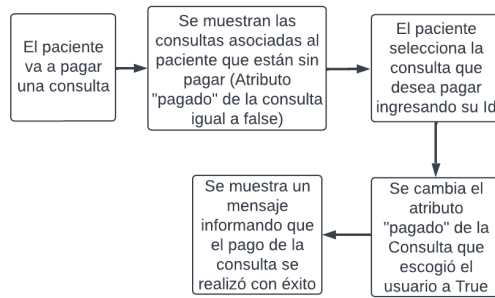 El paciente
va a pagar
una consulta
Se muestran las
consultas asociadas al
paciente que están sin
pagar (Atributo
"pagado" de la consulta
igual a false)
El paciente
selecciona la
consulta que
desea pagar
ingresando su Id
Se cambia el
atributo
"pagado" de la
Consulta que
escogió el
usuario a True
Se muestra un
mensaje
informando que
el pago de la
consulta se
realizó con éxito